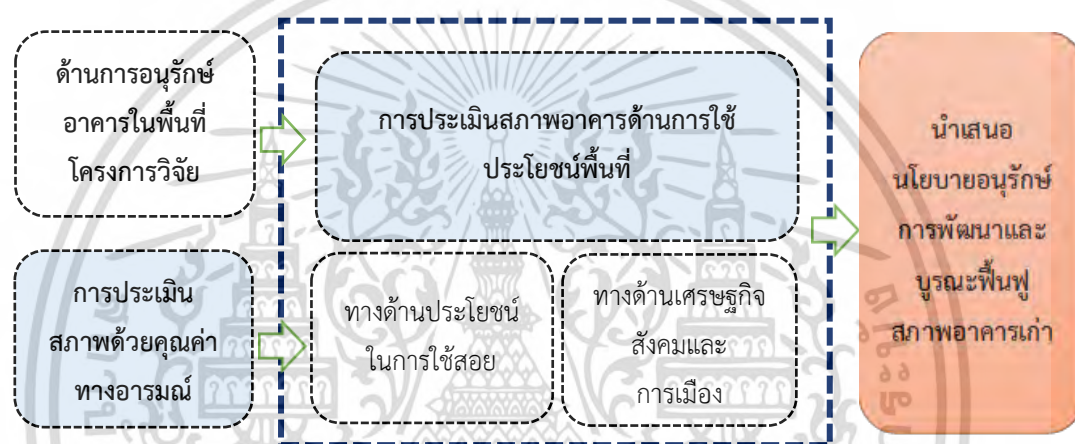 ด้านการอนุรักษ์
อาคารในพื้นที่
โครงการวิจัย
การประเมิน
สภาพด้วยคุณค่า
ทางอารมณ์
การประเมินสภาพอาคารด้านการใช้
ประโยชน์พื้นที่
ทางด้านประโยชน์
ในการใช้สอย
ทางด้านเศรษฐกิจ
สังคมและ
การเมือง
นำเสนอ
นโยบายอนุรักษ์
การพัฒนาและ
บูรณะฟื้นฟู
สภาพอาคารเก่า